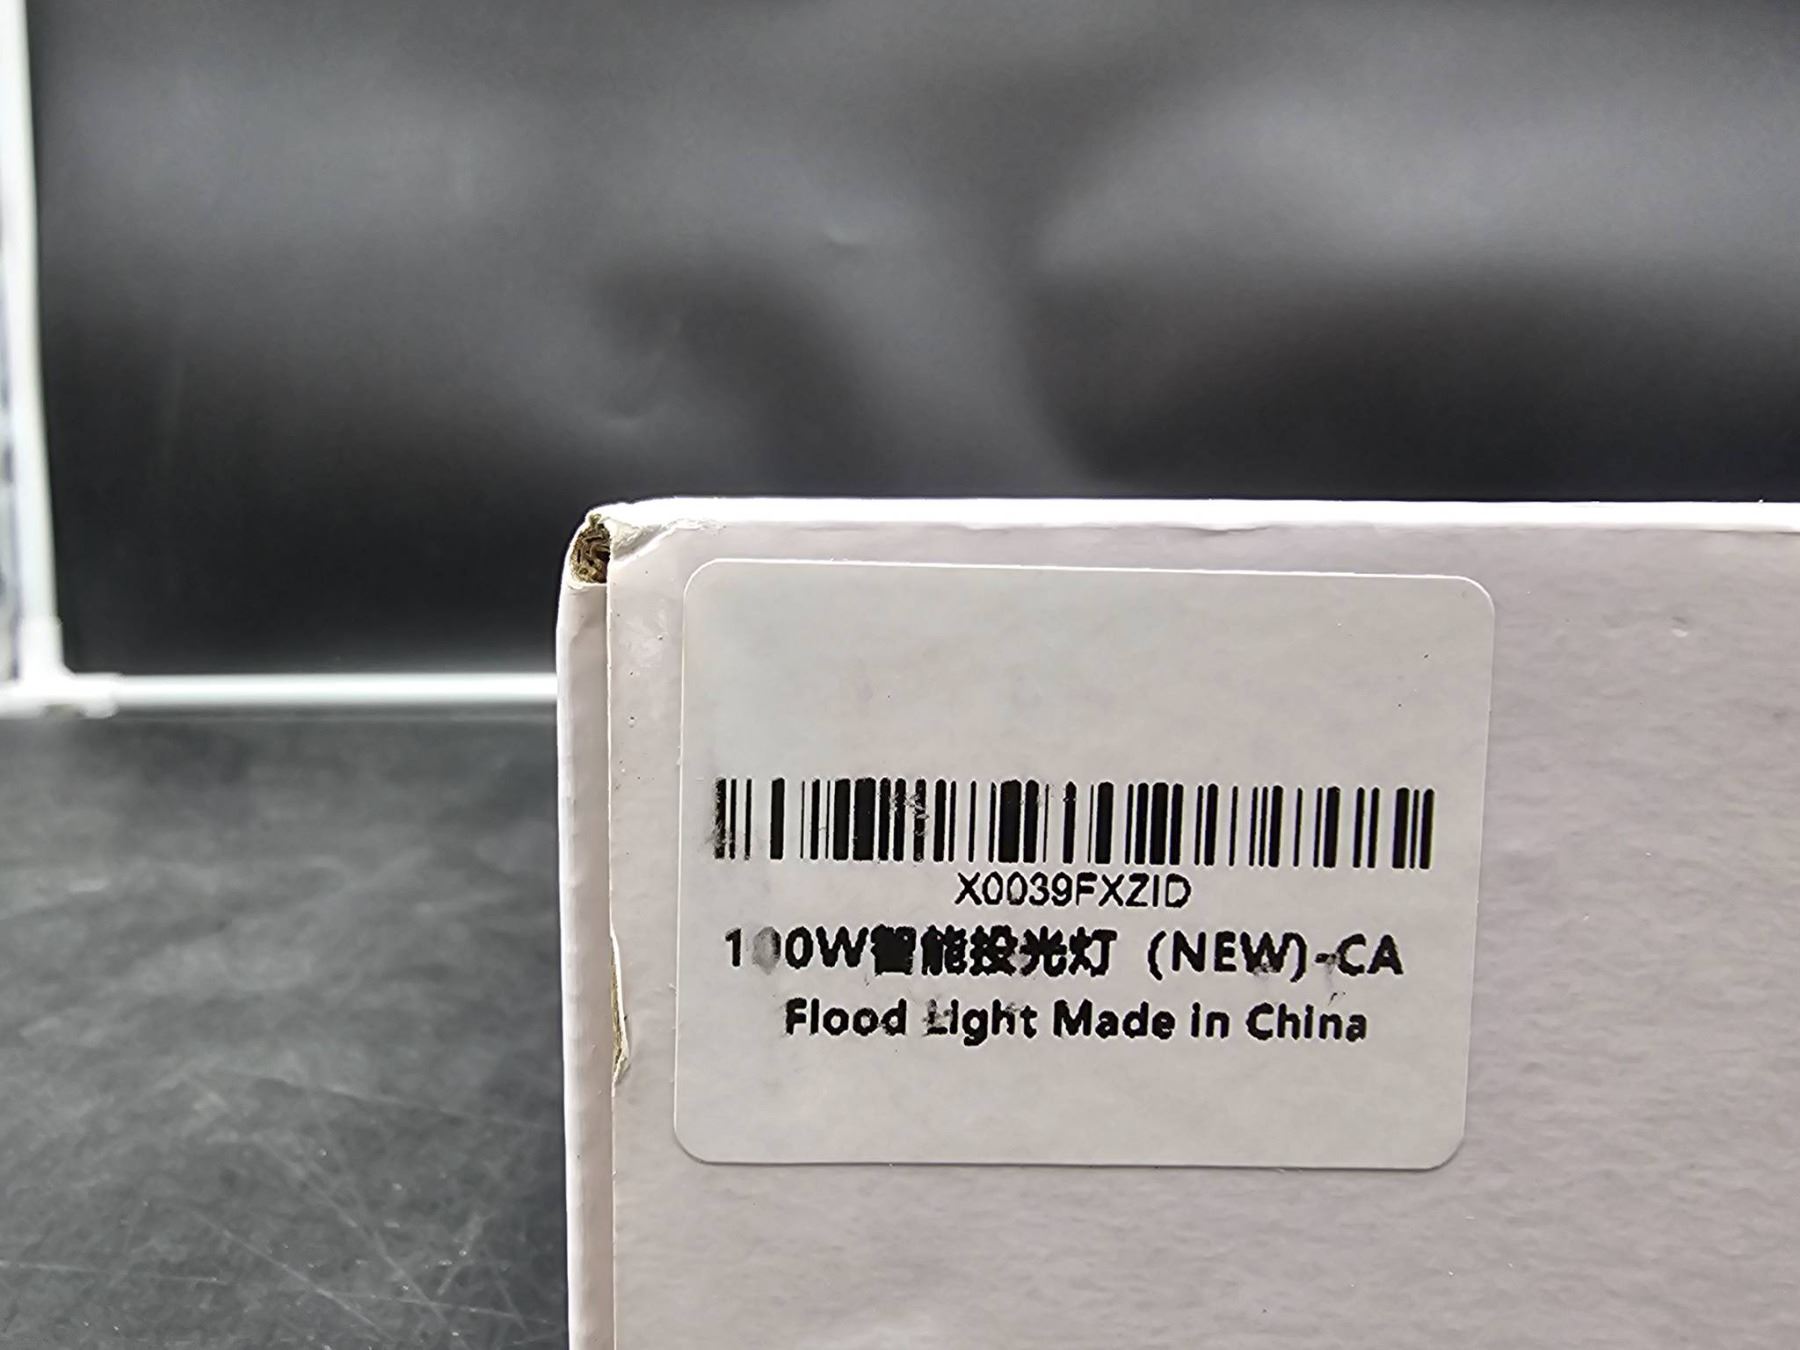 X0039FXZID
100W智能投光灯（NEW)-CA
Flood Light Made in China